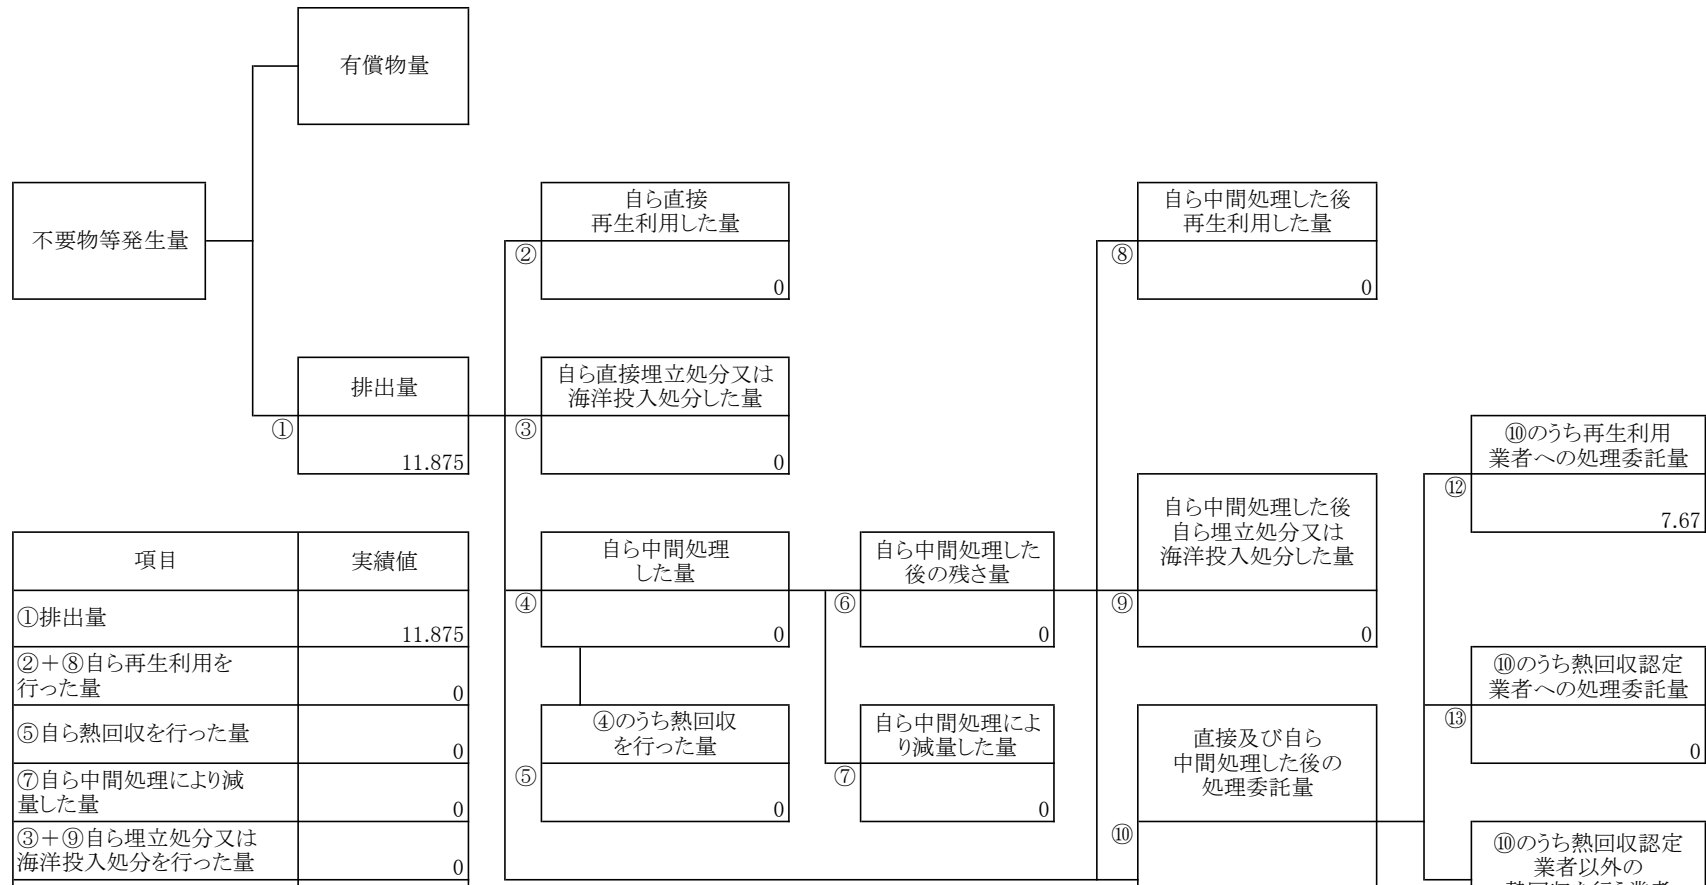 有償物量
不要物等発生量
自ら直接
再生利用した量
②
0
自ら中間処理した後
再生利用した量
⑧
0
排出量
①
11.875
自ら直接埋立処分又は
海洋投入処分した量
③
0
⑩のうち再生利用
業者への処理委託量
⑫
7.67
自ら中間処理
した量
④
0
自ら中間処理した
後の残さ量
⑥
0
自ら中間処理した後
自ら埋立処分又は
海洋投入処分した量
⑨
0
⑩のうち熱回収認定
業者への処理委託量
⑬
0
④のうち熱回収
を行った量
⑤
0
自ら中間処理によ
り減量した量
⑦
0
直接及び自ら
中間処理した後の
処理委託量
⑩
⑩のうち熱回収認定
業者以外の
項目
実績値
①排出量
11.875
②+⑧自ら再生利用を
行った量
0
⑤自ら熱回収を行った量
0
⑦自ら中間処理により減
量した量
0
③+⑨自ら埋立処分又は
海洋投入処分を行った量
0